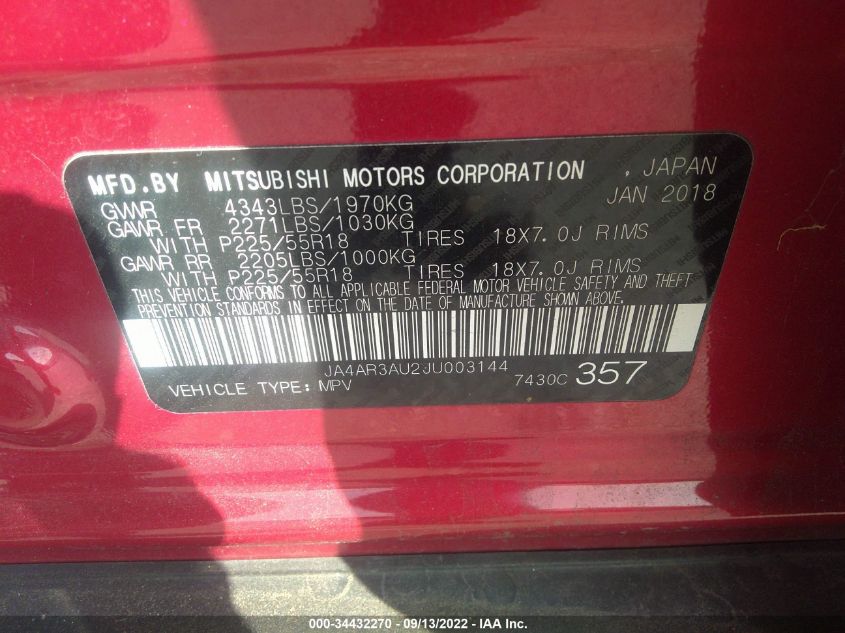 MFD.BY MITSUBISHI MOTORS CORPORATION , JAPAN
JAN 2018
GVWR 4343LBS/1970KG
GAWR FR 2271LBS/1030KG
WITH P225/55R18 TIRES 18X7.0J RIMS
GAWR RR 2205LBS/1000KG
WITH P225/55R18 TIRES 18X7.0J RIMS
THIS VEHICLE CONFORMS TO ALL APPLICABLE FEDERAL MOTOR VEHICLE SAFETY AND THEFT
PREVENTION STANDARDS IN EFFECT ON THE DATE OF MANUFACTURE SHOWN ABOVE.
JA4AR3AU2JU003144
VEHICLE TYPE: MPV 7430C 357
000-34432270 - 09/13/2022 - IAA Inc.